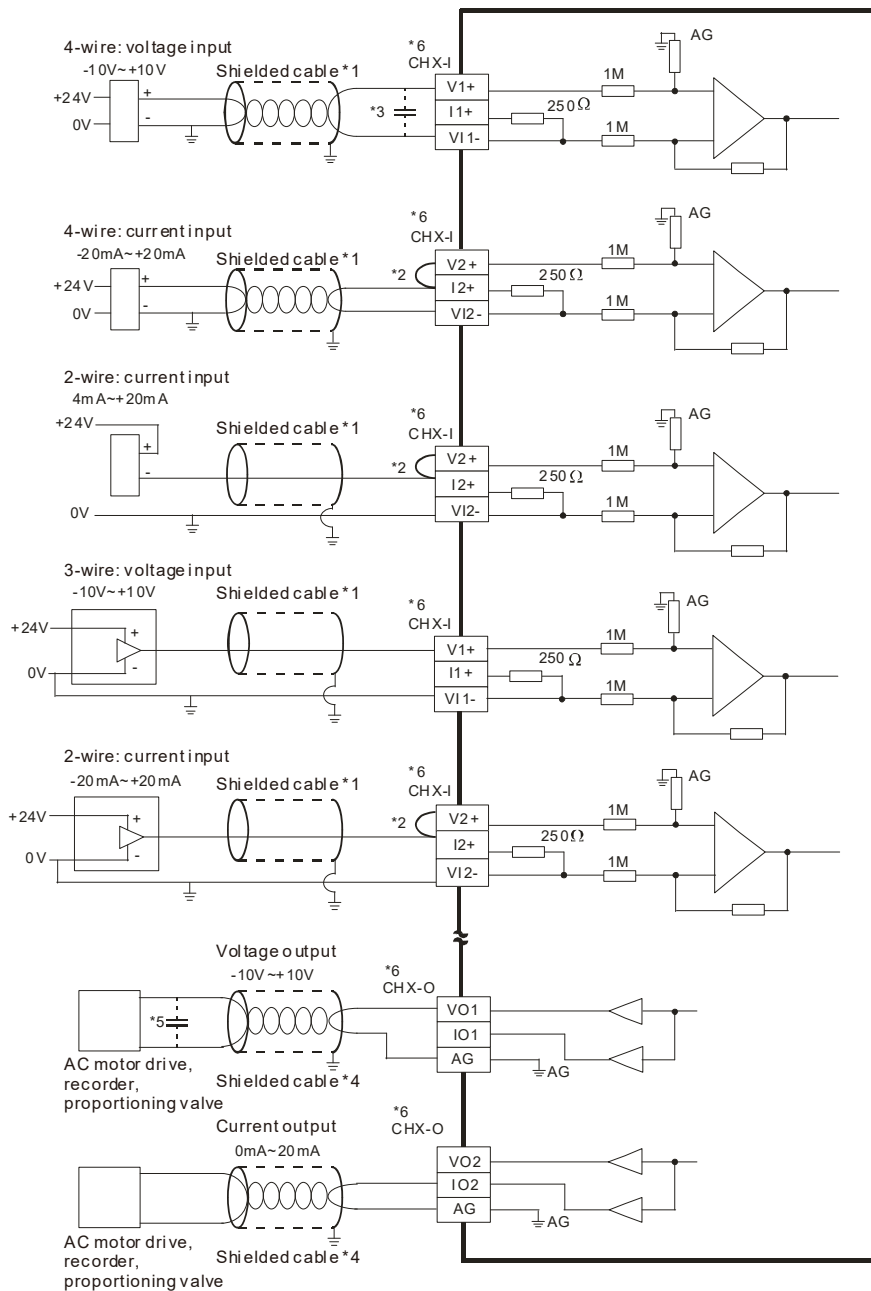 4-wire: voltage input
-10V~+10V
+24V
0V
+
-
Shielded cable*1
*3
*6
CHX-I
V1+
I1+
VI1-
250Ω
1M
1M
AG
4-wire: current input
-20mA~+20mA
+24V
0V
+
-
Shielded cable*1
*2
*6
CHX-I
V2+
I2+
VI2-
250Ω
1M
1M
AG
2-wire: current input
4mA~+20mA
+24V
+
-
0V
Shielded cable*1
*2
*6
CHX-I
V2+
I2+
VI2-
250Ω
1M
1M
AG
3-wire: voltage input
-10V~+10V
+24V
0V
+
-
Shielded cable*1
*6
CHX-I
V1+
I1+
VI1-
250Ω
1M
1M
AG
2-wire: current input
-20mA~+20mA
+24V
0V
+
-
Shielded cable*1
*2
*6
CHX-I
V2+
I2+
VI2-
250Ω
1M
1M
AG
Voltage output
-10V~+10V
*5
AC motor drive,
recorder,
proportioning valve
Shielded cable*4
*6
CHX-O
VO1
IO1
AG
AG
Current output
0mA~20mA
AC motor drive,
recorder,
proportioning valve
Shielded cable*4
*6
CHX-O
VO2
IO2
AG
AG